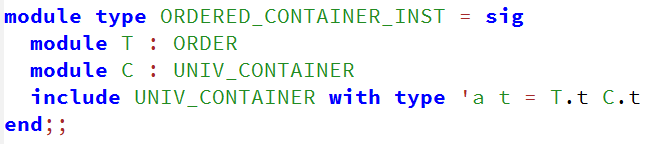 module type ORDERED_CONTAINER_INST = sig
  module T : ORDER
  module C : UNIV_CONTAINER
  include UNIV_CONTAINER with type 'a t = T.t C.t
end;;